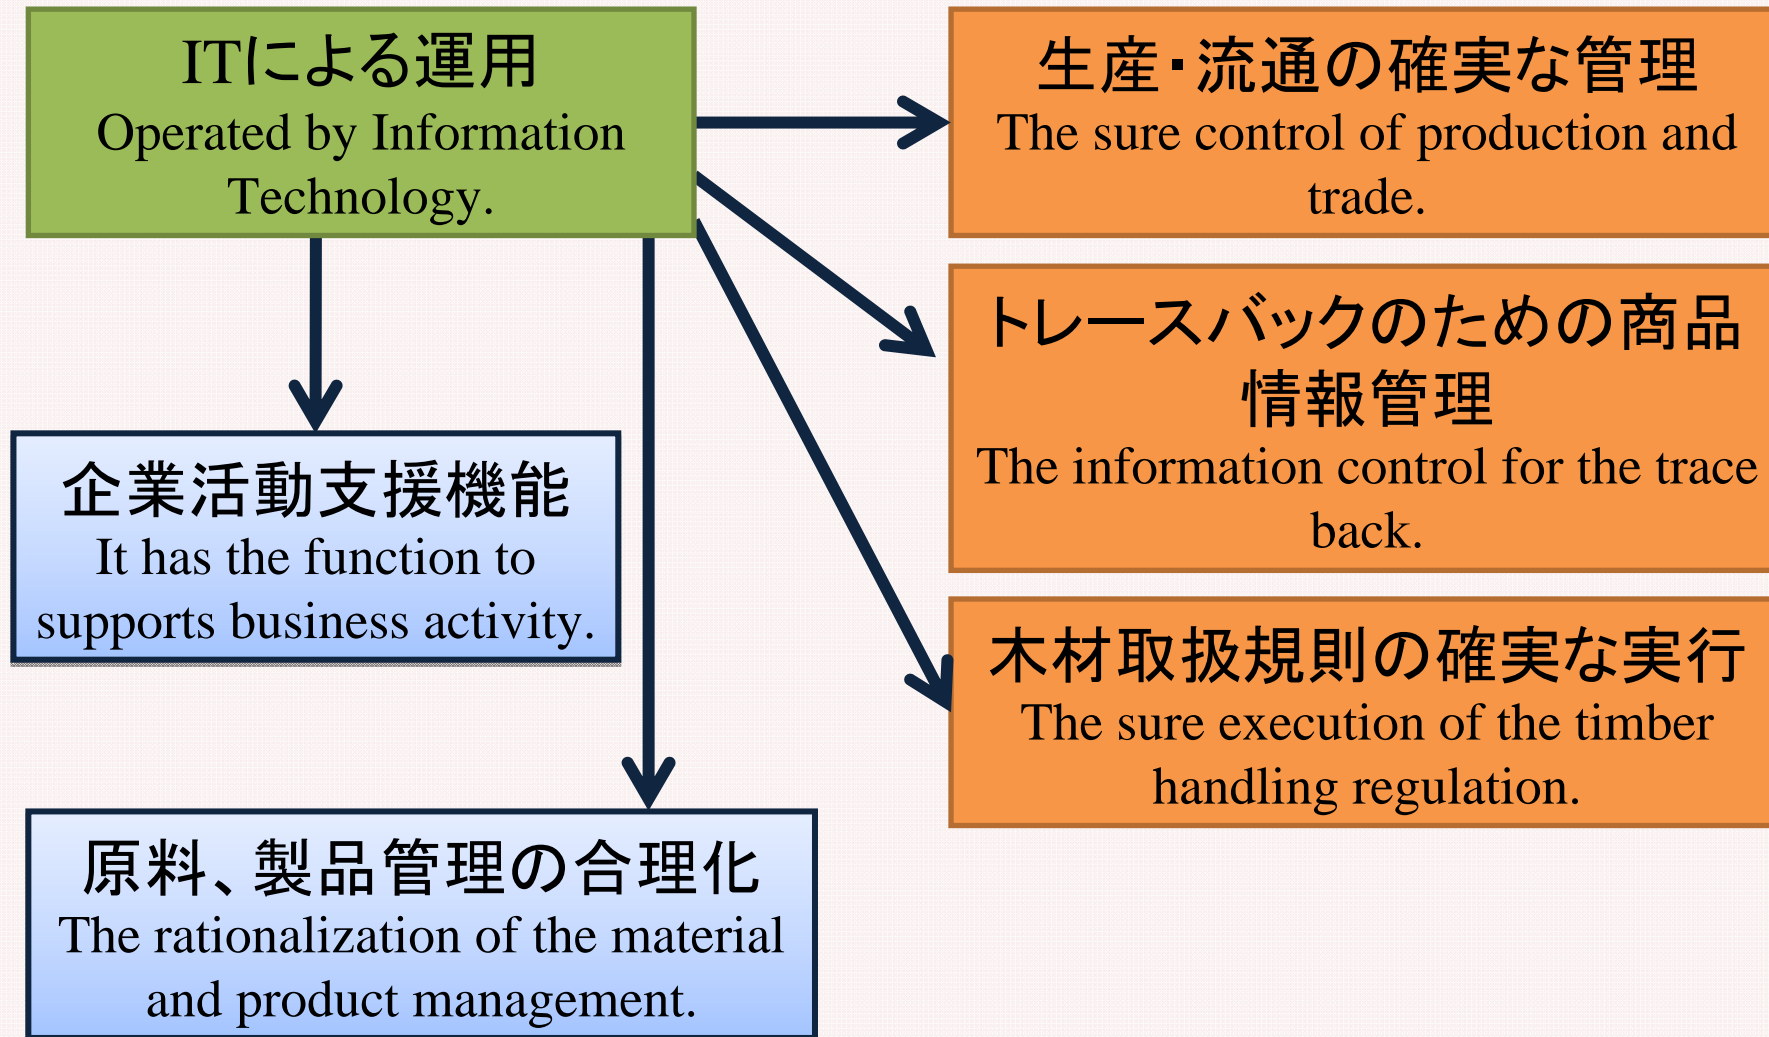 ITによる運用
Operated by Information
Technology.
生産・流通の確実な管理
The sure control of production and
trade.
トレースバックのための商品
情報管理
The information control for the trace
back.
企業活動支援機能
It has the function to
supports business activity.
木材取扱規則の確実な実行
The sure execution of the timber
handling regulation.
原料、製品管理の合理化
The rationalization of the material
and product management.